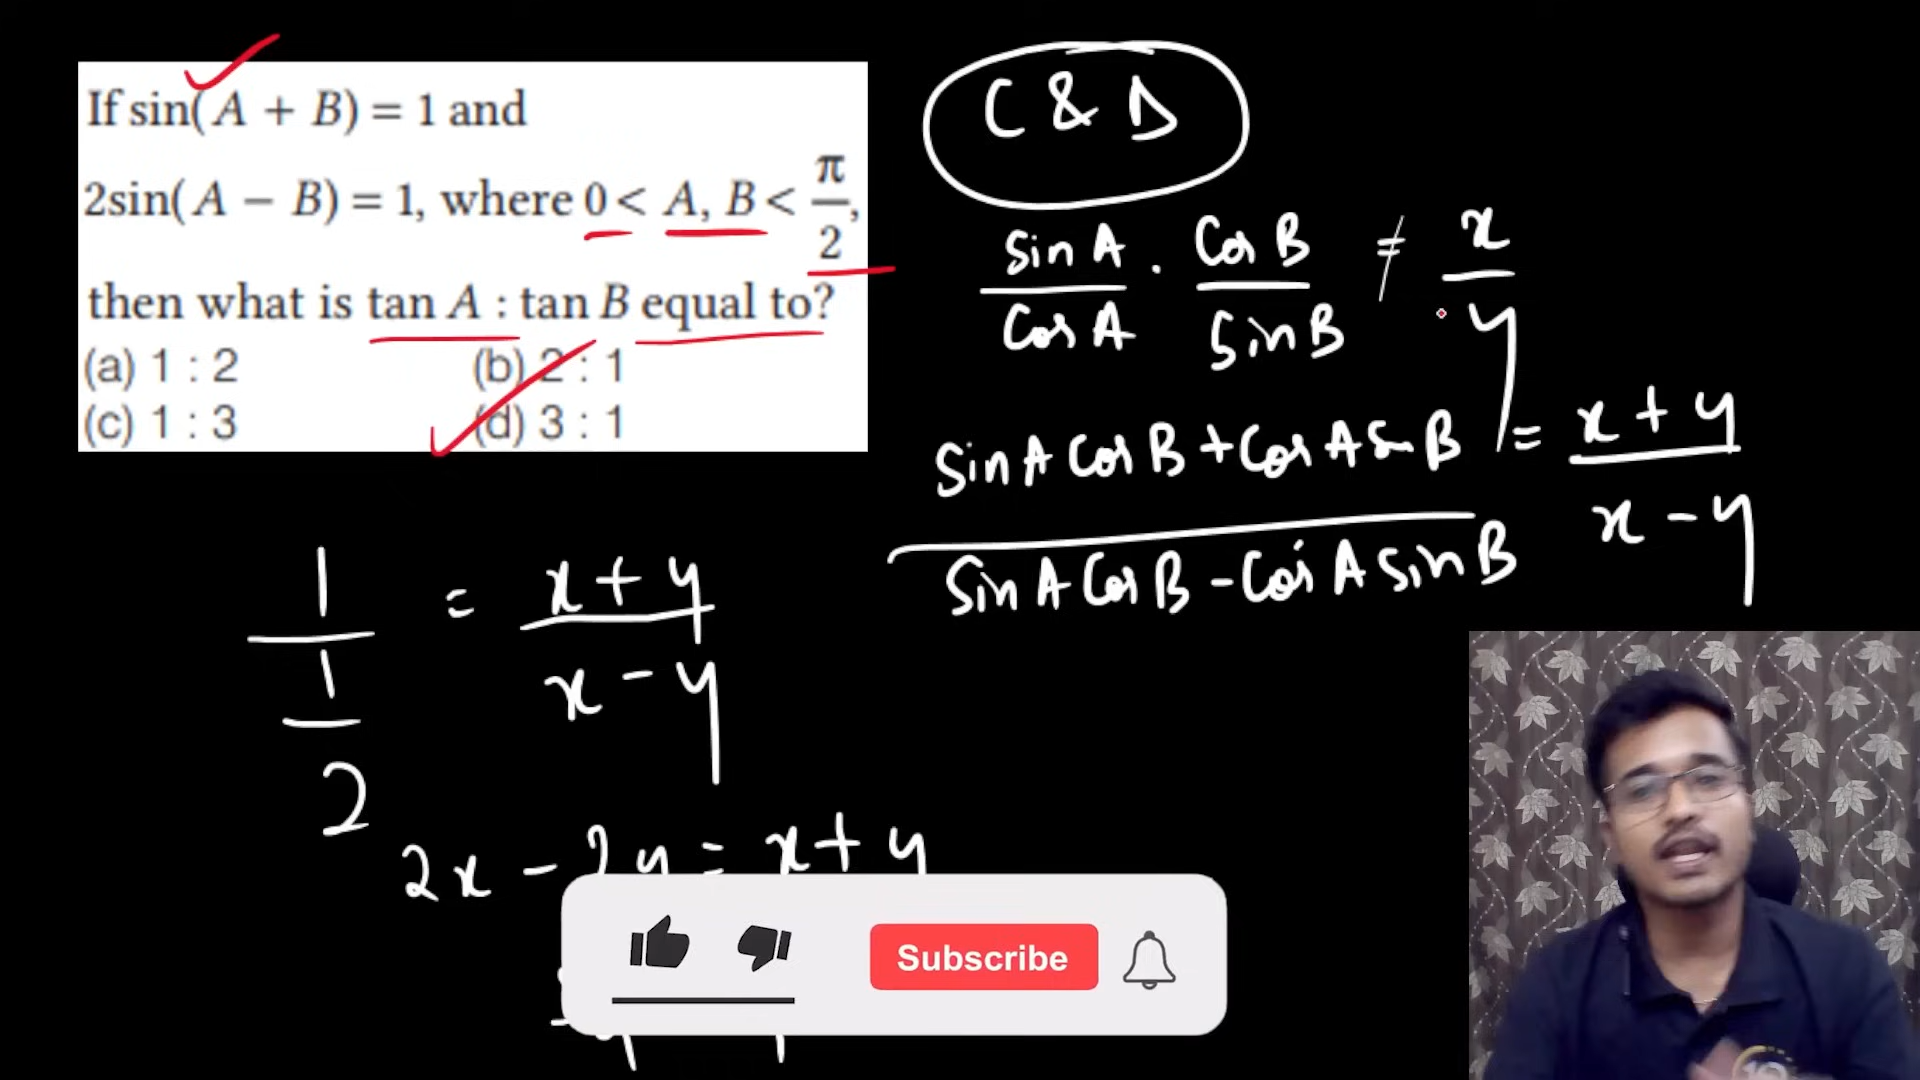 If sin( A + B) = 1 and
2sin( A − B) = 1, where 0 < A, B < π/2,
then what is tan A : tan B equal to?
(a) 1 : 2 (b) 2 : 1
(c) 1 : 3 (d) 3 : 1
C & D
sin A / Cos A . Cos B / Sin B = x / y
Sin A Cos B + Cos A Sin B / Sin A Cos B - Cos A Sin B = x + y / x - y
1 / 1/2 = x + y / x - y
2x - 2y = x + y
Subscribe